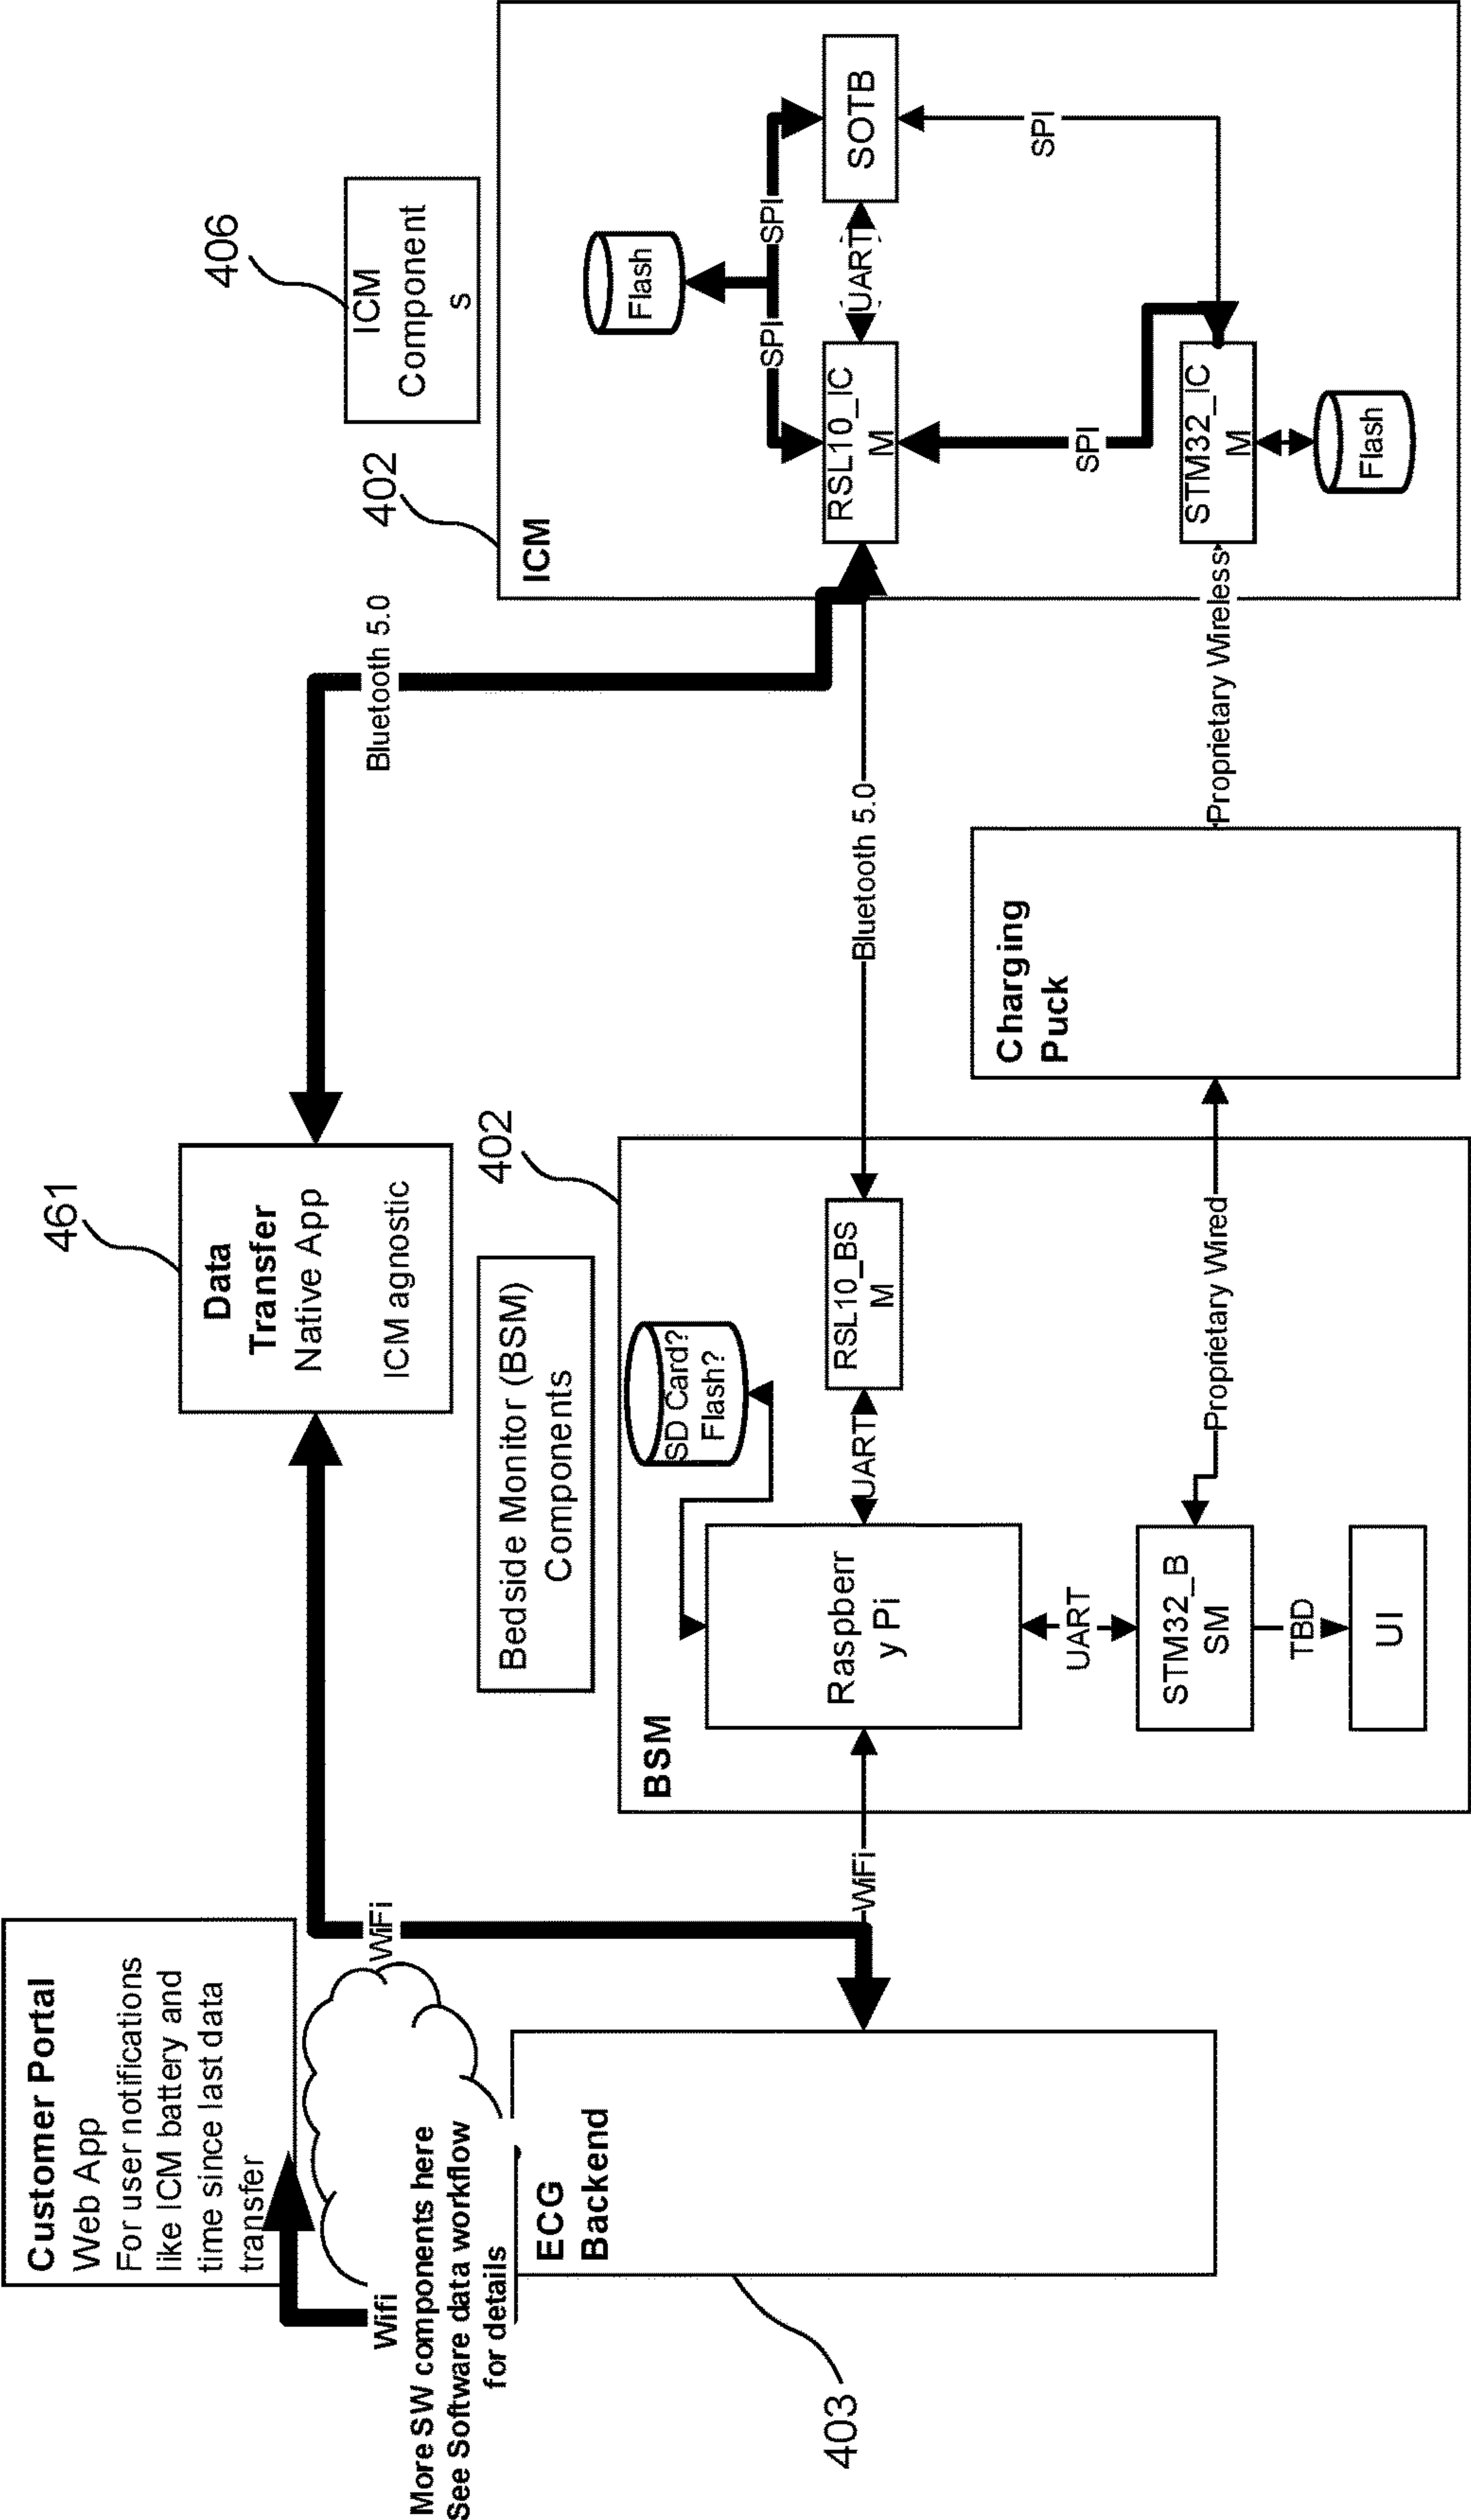 Customer Portal
Web App
For user notifications
like ICM battery and
time since last data
transfer
Wifi
More SW components here
See Software data workflow
for details
ECG
Backend
403
WiFi
WiFi
461
Data
Transfer
Native App
ICM agnostic
Bedside Monitor (BSM)
Components
402
BSM
SD Card?
Flash?
Raspberr
y Pi
UART
RSL10_BS
M
UART
STM32_B
SM
TBD
UI
Proprietary Wired
Charging
Puck
Bluetooth 5.0
Bluetooth 5.0
Proprietary Wireless
406
ICM
Component
s
402
ICM
Flash
SPI
SPI
RSL10_IC
M
UART
SOTB
SPI
SPI
STM32_IC
M
Flash